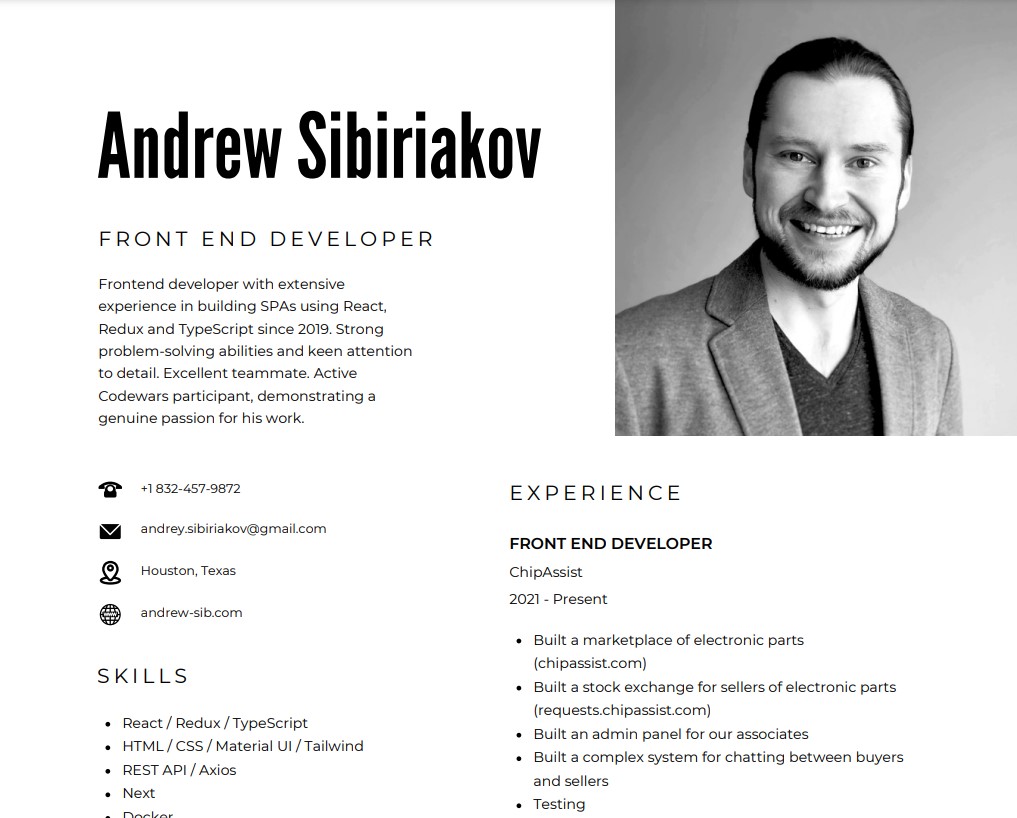 Andrew Sibiriakov
FRONT END DEVELOPER
Frontend developer with extensive
experience in building SPAs using React,
Redux and TypeScript since 2019. Strong
problem-solving abilities and keen attention
to detail. Excellent teammate. Active
Codewars participant, demonstrating a
genuine passion for his work.
+1 832-457-9872
andrey.sibiriakov@gmail.com
Houston, Texas
andrew-sib.com
SKILLS
• React / Redux / TypeScript
• HTML / CSS / Material UI / Tailwind
• REST API / Axios
• Next
• Docker
EXPERIENCE
FRONT END DEVELOPER
ChipAssist
2021 - Present
• Built a marketplace of electronic parts
(chipassist.com)
• Built a stock exchange for sellers of electronic parts
(requests.chipassist.com)
• Built an admin panel for our associates
• Built a complex system for chatting between buyers
and sellers
• Testing